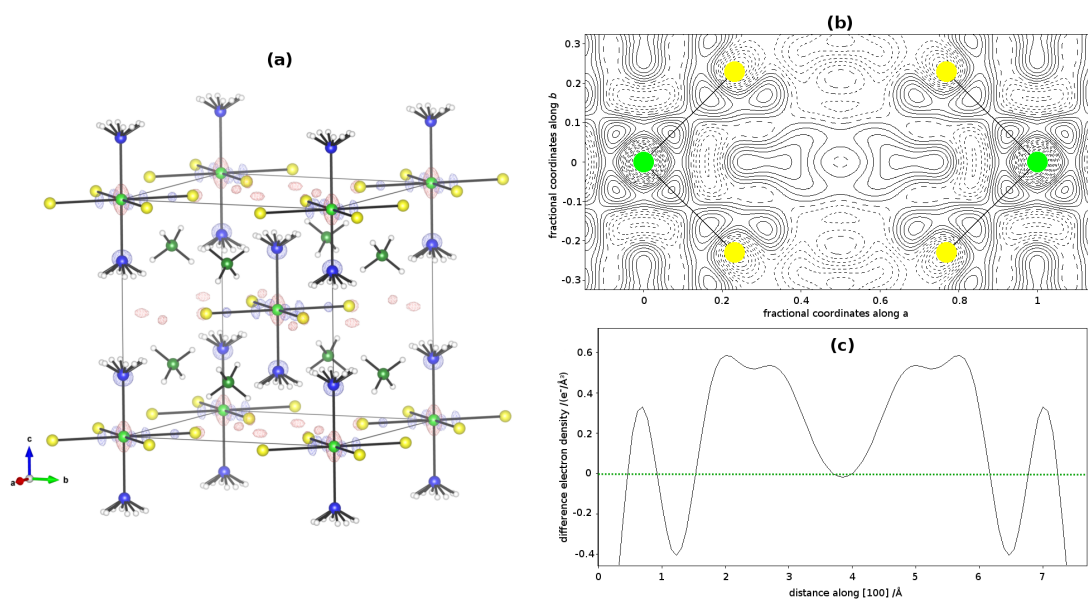 (a)
c
a
b
(b)
fractional coordinates along b
0.3
0.2
0.1
0
-0.1
-0.2
-0.3
0 0.2 0.4 0.6 0.8 1
fractional coordinates along a
(c)
difference electron density /(e⁻/Å³)
0.6
0.4
0.2
0
-0.2
-0.4
0 1 2 3 4 5 6 7
distance along [100] /Å